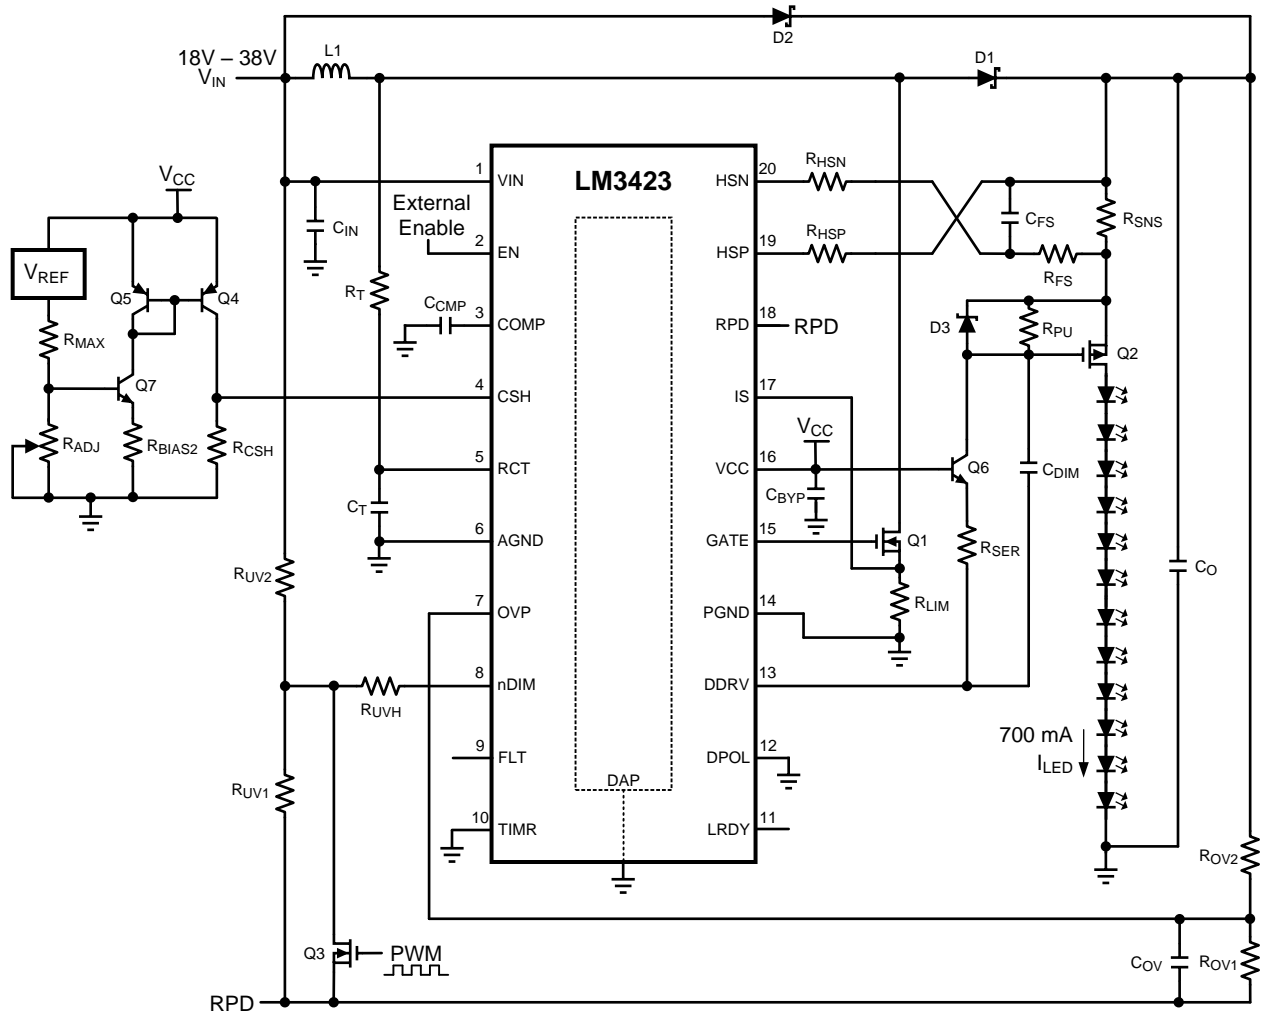 D2
18V – 38V
VIN
L1
D1
VCC
VREF
Q5
Q4
RMAX
Q7
RADJ
RBIAS2
RCSH
CIN
External
Enable
RT
CCMP
CT
RUV2
RUVH
RUV1
LM3423
1 VIN
2 EN
3 COMP
4 CSH
5 RCT
6 AGND
7 OVP
8 nDIM
9 FLT
10 TIMR
20 HSN
19 HSP
18 RPD
17 IS
16 VCC
15 GATE
14 PGND
13 DDRV
12 DPOL
11 LRDY
DAP
RHSN
RHSP
CFS
RSNS
RFS
RPD
D3
RPU
Q2
VCC
Q6
CDIM
CBYP
Q1
RSER
RLIM
CO
700 mA
ILED
ROV2
Q3
PWM
COV
ROV1
RPD